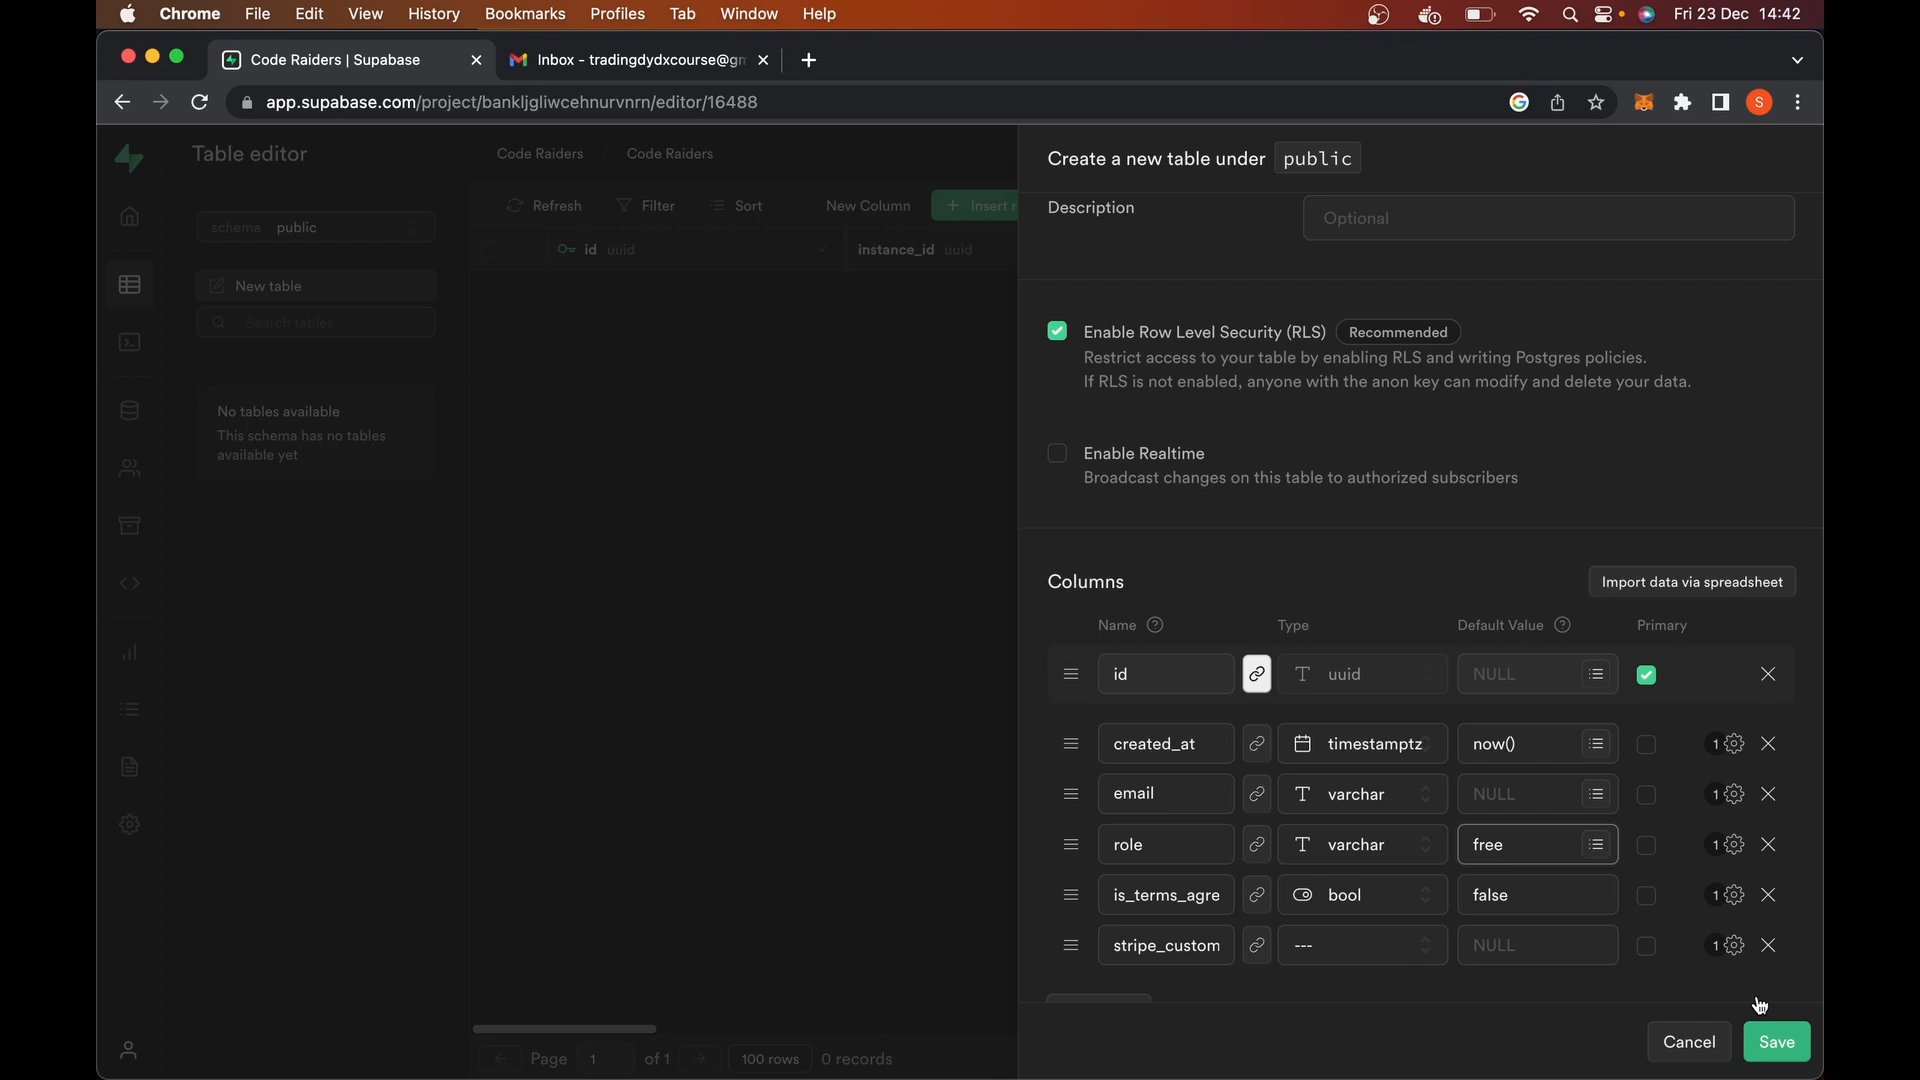 Chrome File Edit View History Bookmarks Profiles Tab Window Help Fri 23 Dec 14:42
Code Raiders | Supabase
Inbox - tradingdydxcourse@gm
app.supabase.com/project/bankljgliwcehnurvnrn/editor/16488
S
Table editor
Code Raiders / Code Raiders
Create a new table under public
schema public
Refresh Filter Sort New Column + Insert r
Description
Optional
id uuid
instance_id uuid
New table
Search tables
Enable Row Level Security (RLS) Recommended
Restrict access to your table by enabling RLS and writing Postgres policies.
If RLS is not enabled, anyone with the anon key can modify and delete your data.
No tables available
This schema has no tables
available yet
Enable Realtime
Broadcast changes on this table to authorized subscribers
Columns
Import data via spreadsheet
Name Type Default Value Primary
id uuid NULL
created_at timestamptz now() 1
email varchar NULL 1
role varchar free 1
is_terms_agre bool false 1
stripe_custom --- NULL 1
Page 1 of 1 100 rows 0 records
Cancel Save